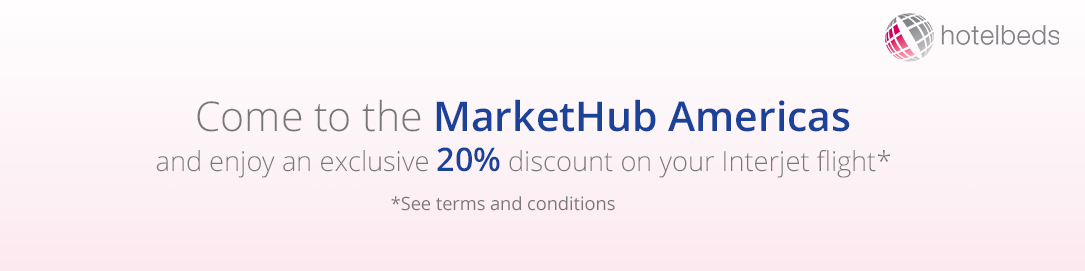 hotelbeds
Come to the MarketHub Americas
and enjoy an exclusive 20% discount on your Interjet flight*
*See terms and conditions